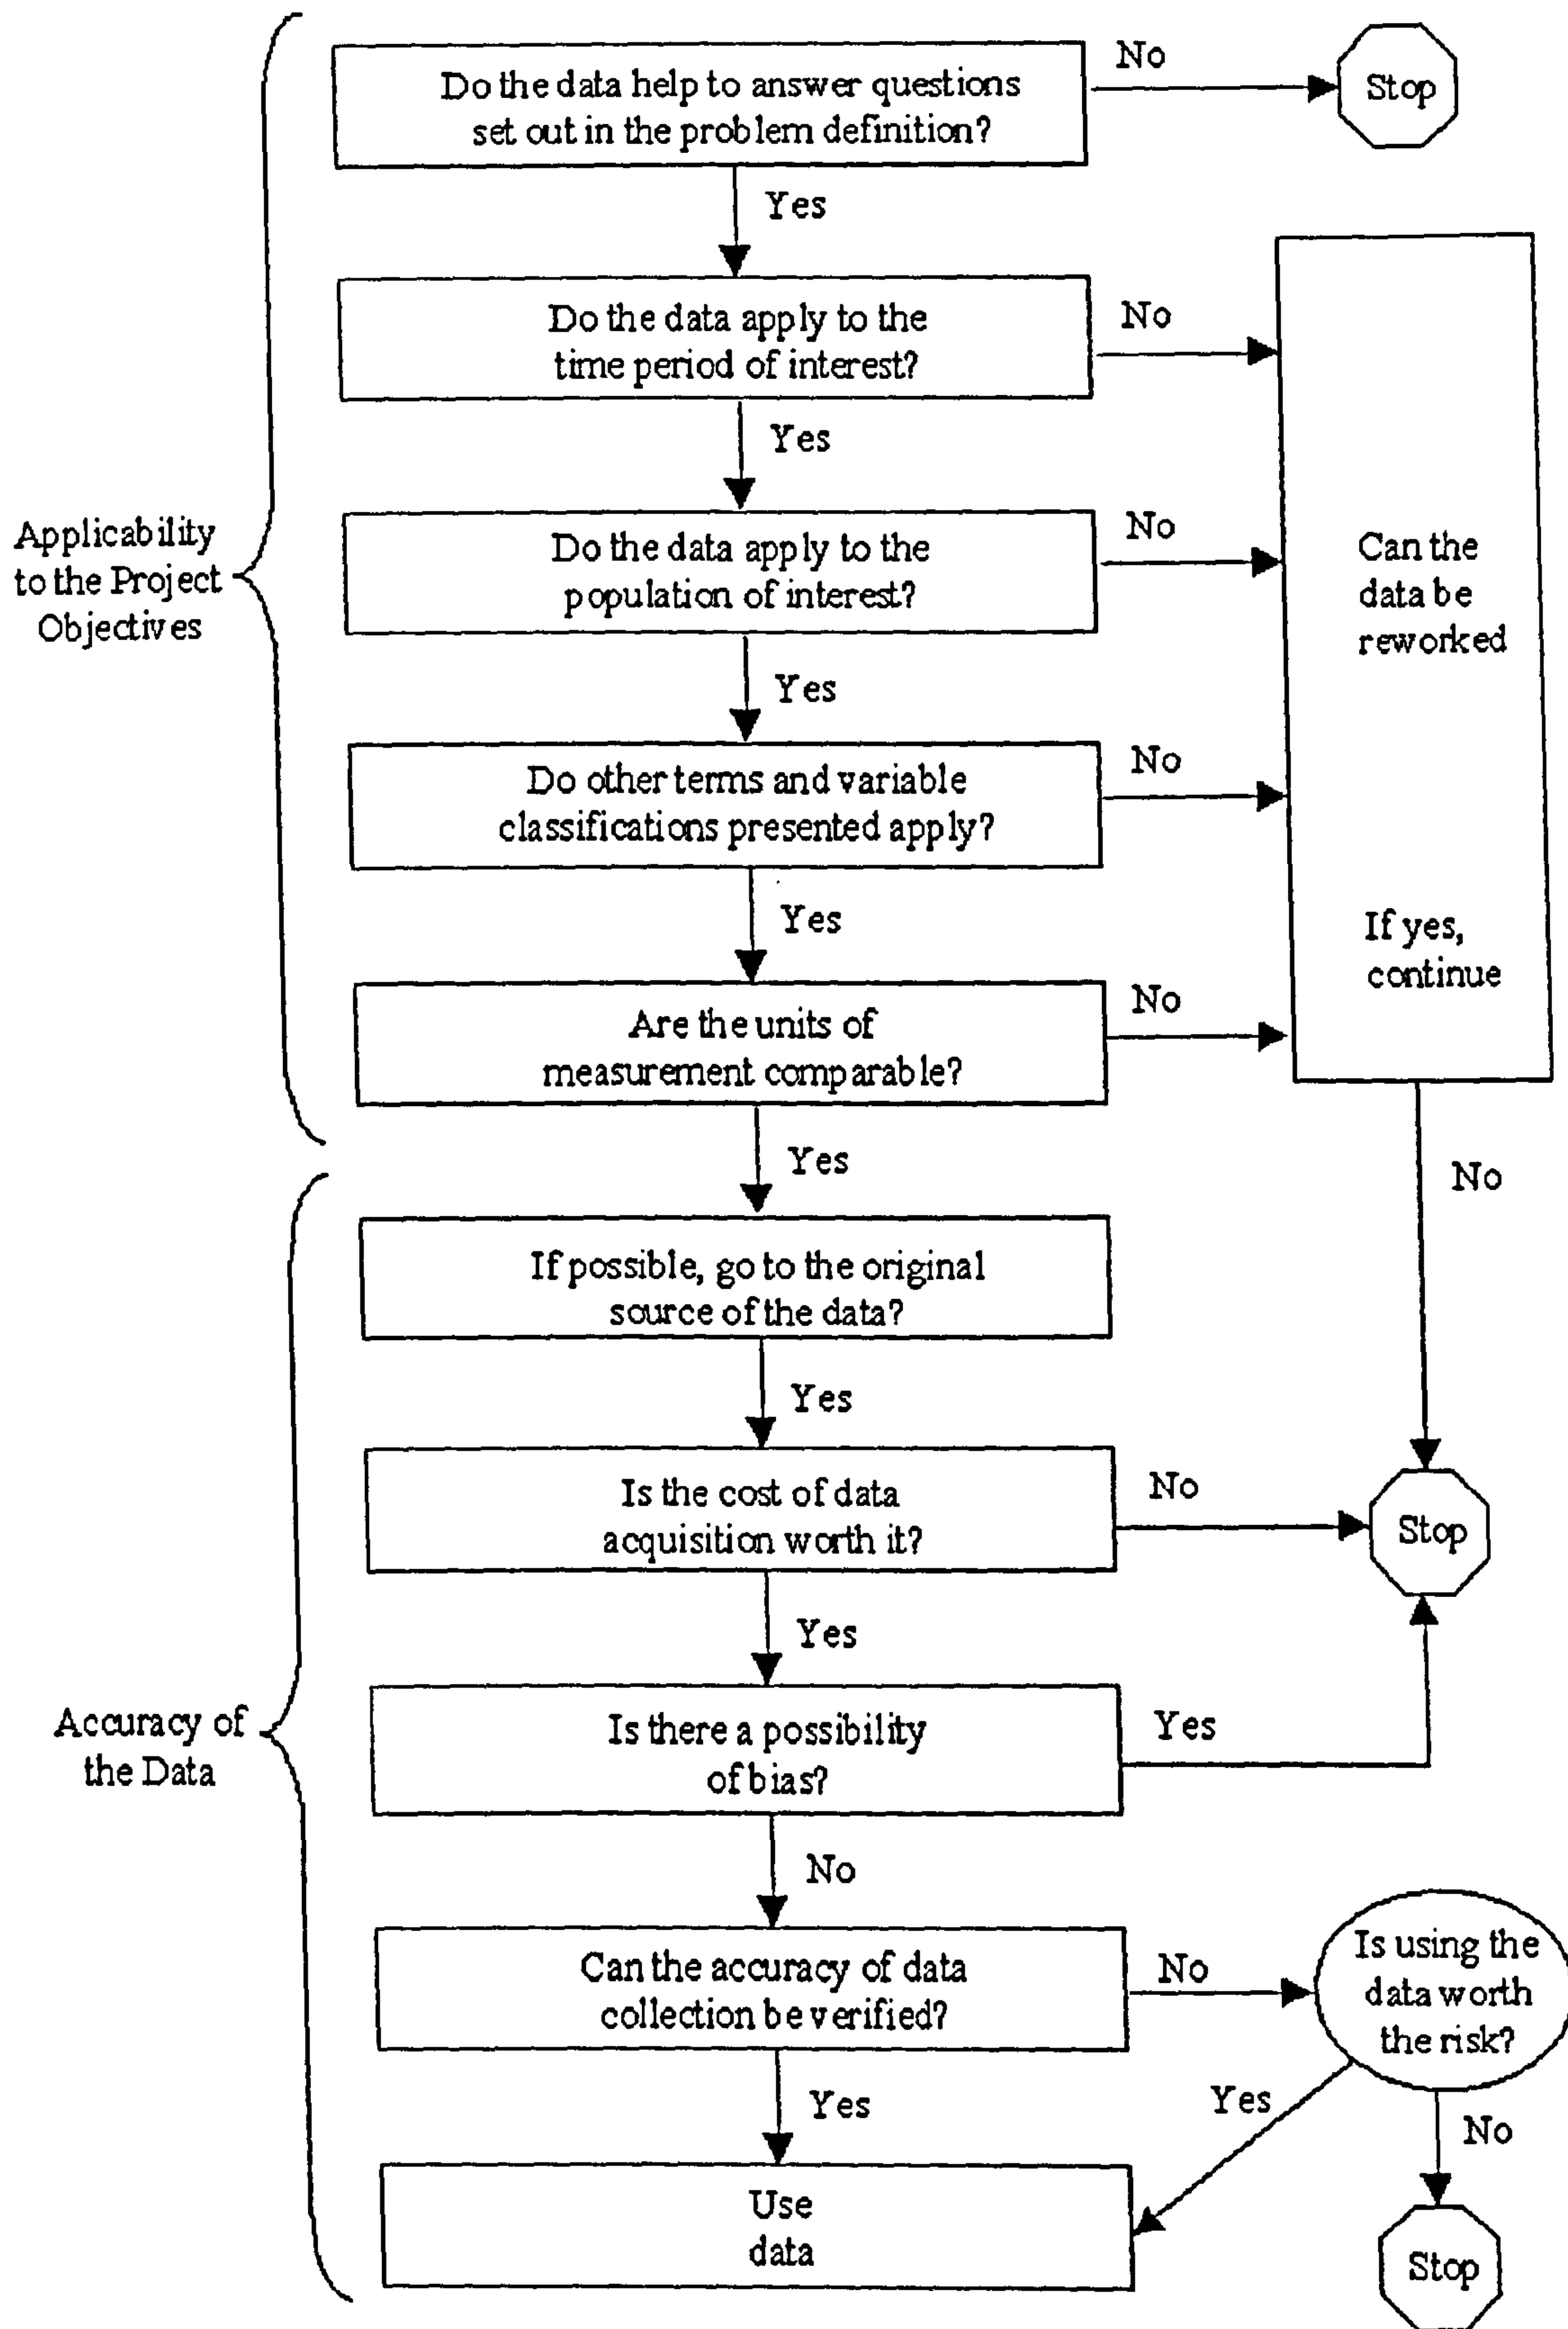 Do the data help to answer questions
set out in the problem definition?
No
Stop
Yes
Do the data apply to the
time period of interest?
No
Yes
Applicability
to the Project
Objectives
Do the data apply to the
population of interest?
No
Can the
data be
reworked
Yes
Do other terms and variable
classifications presented apply?
No
Yes
If yes,
continue
Are the units of
measurement comparable?
No
Yes
No
If possible, go to the original
source of the data?
Yes
Is the cost of data
acquisition worth it?
No
Stop
Yes
Accuracy of
the Data
Is there a possibility
of bias?
Yes
No
Can the accuracy of data
collection be verified?
No
Is using the
data worth
the risk?
Yes
Yes
No
Use
data
Stop